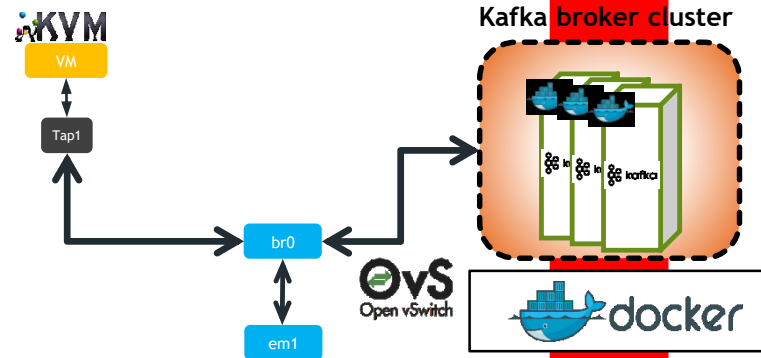 KVM
Kafka broker cluster
VM
Tap1
kafka
br0
OvS
Open vSwitch
docker
em1